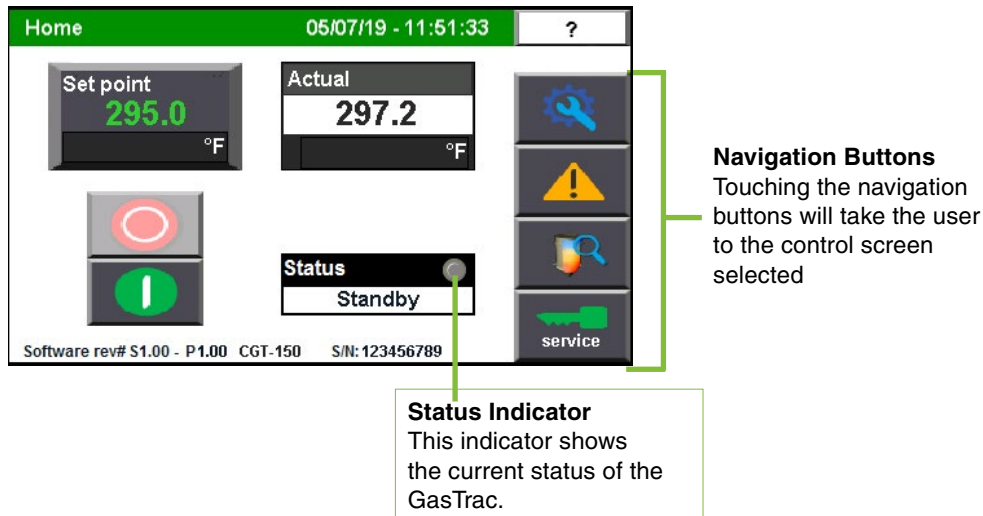 Home 05/07/19 - 11:51:33 ?
Set point
295.0
°F
Actual
297.2
°F
Status
Standby
service
Software rev# S1.00 - P1.00 CGT-150 S/N: 123456789
Navigation Buttons
Touching the navigation
buttons will take the user
to the control screen
selected
Status Indicator
This indicator shows
the current status of the
GasTrac.